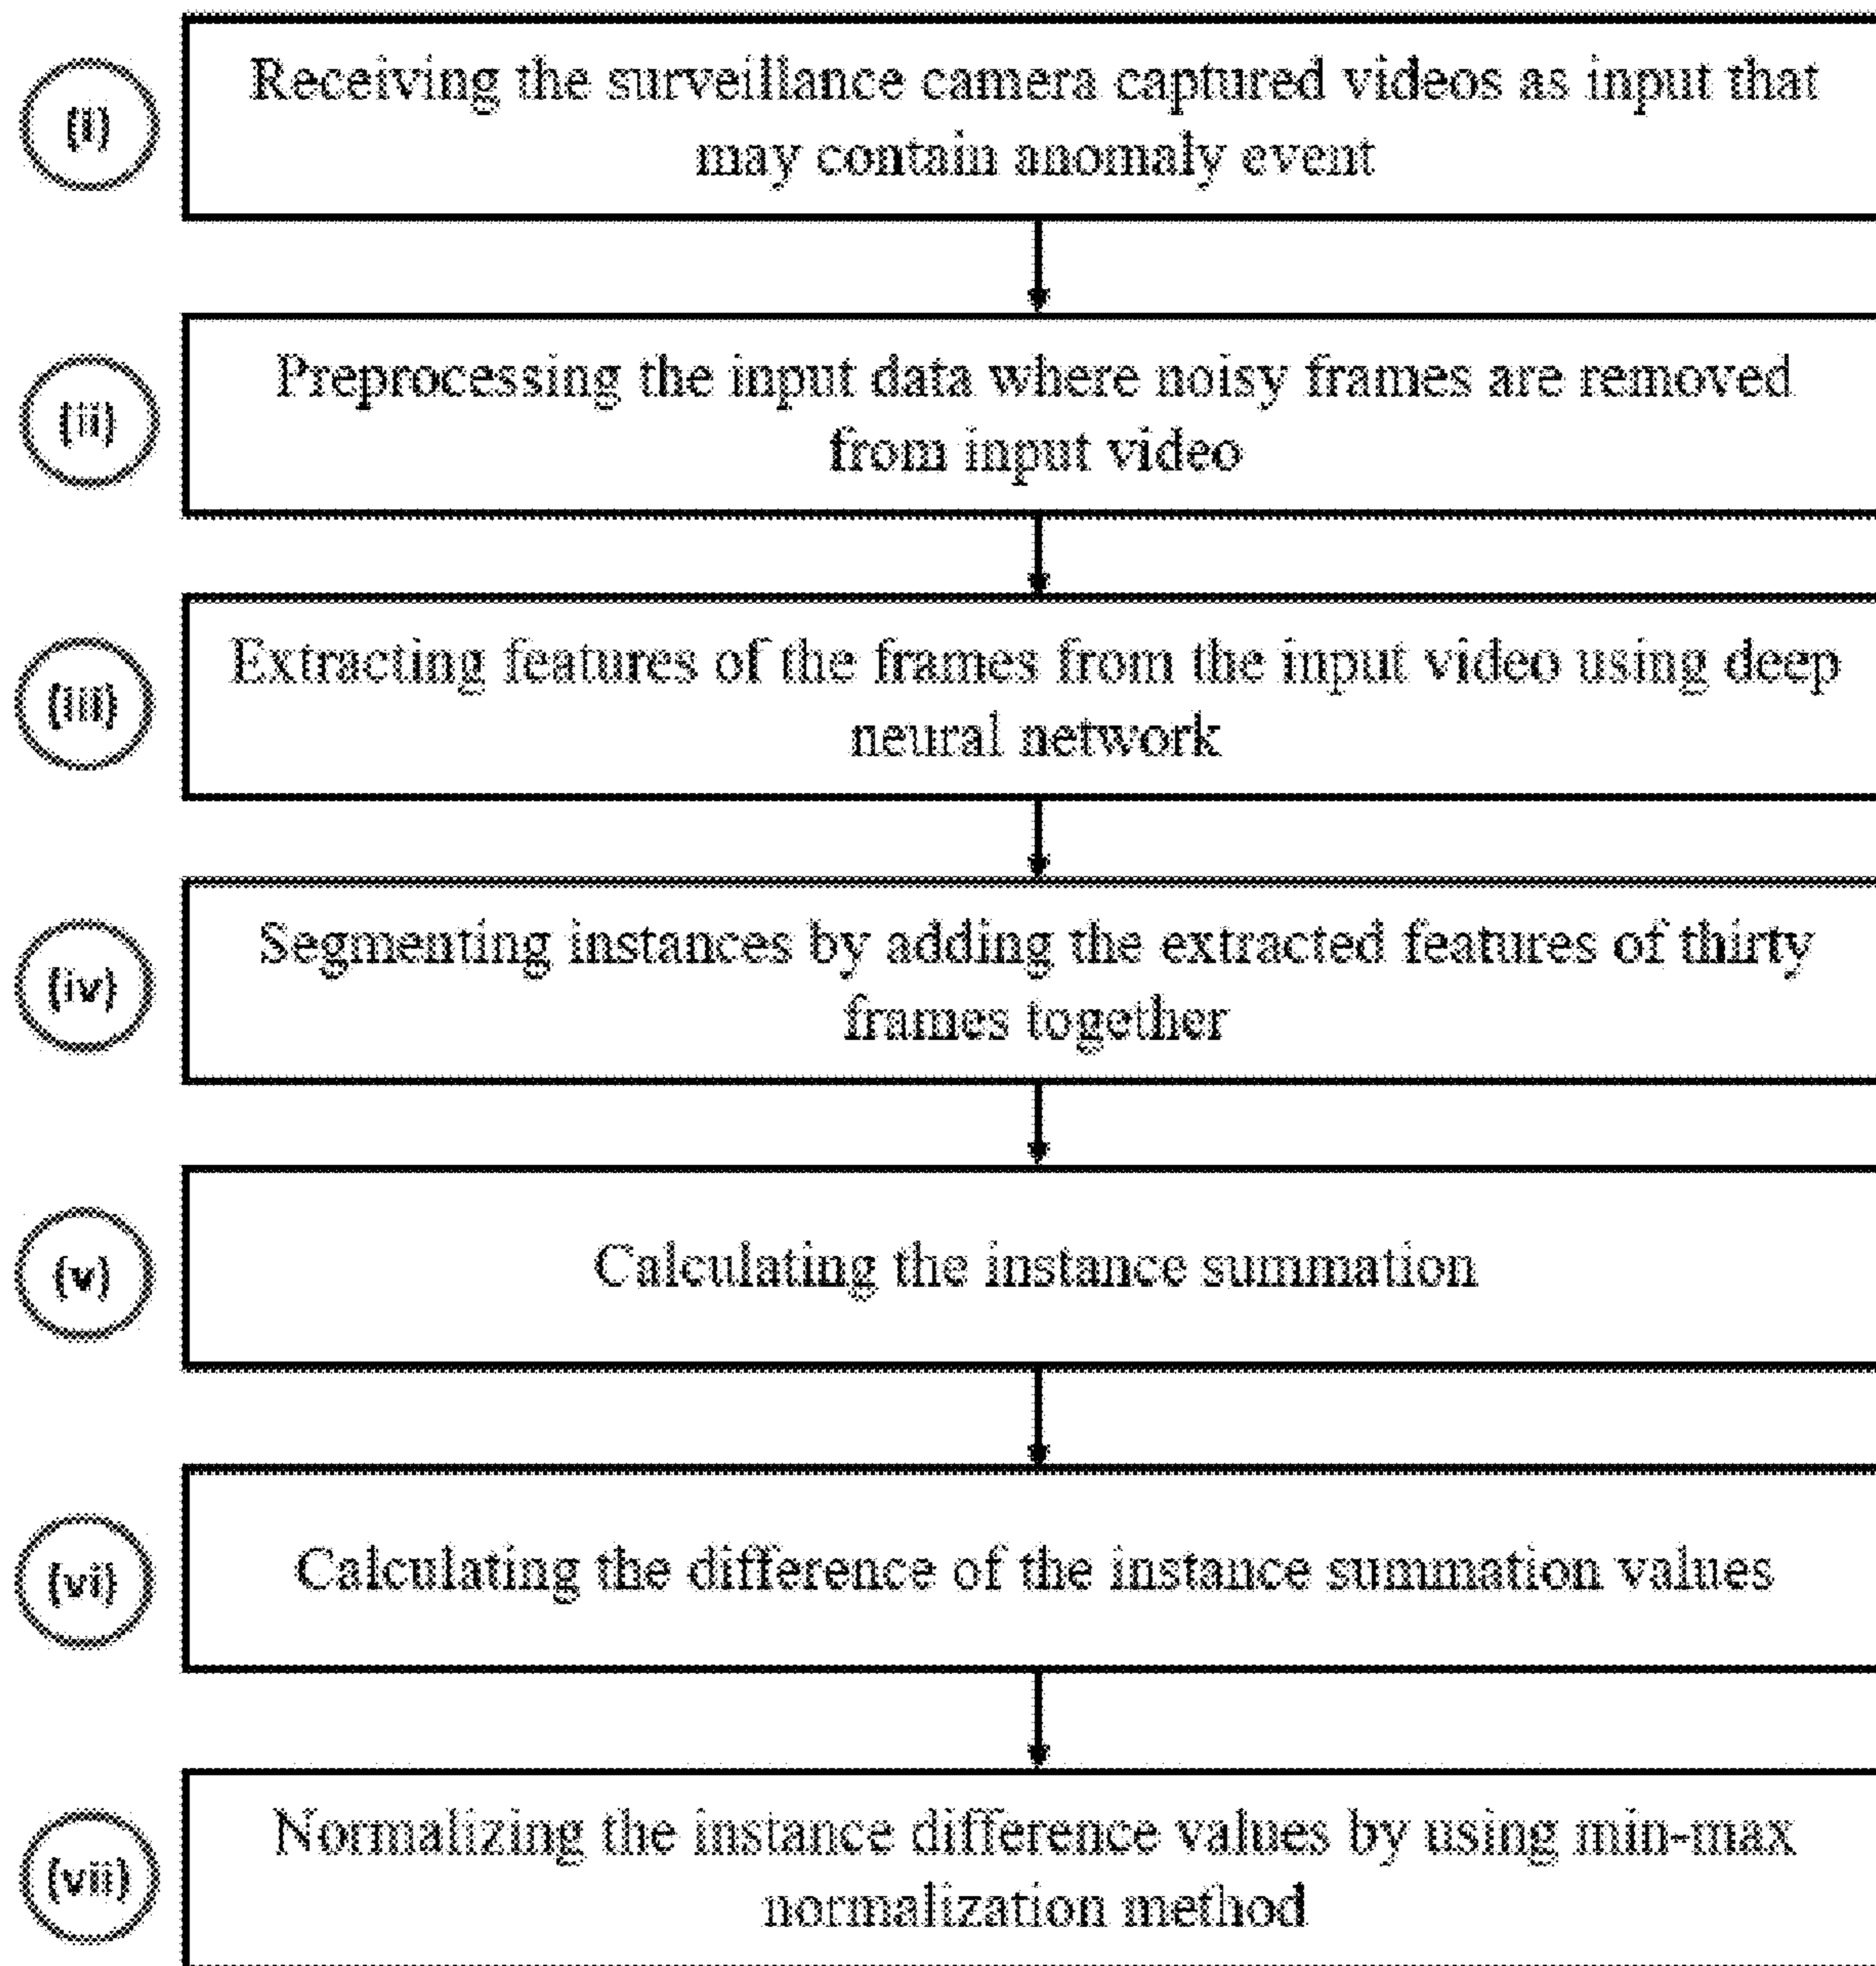 (i)
Receiving the surveillance camera captured videos as input that
may contain anomaly event
(ii)
Preprocessing the input data where noisy frames are removed
from input video
(iii)
Extracting features of the frames from the input video using deep
neural network
(iv)
Segmenting instances by adding the extracted features of thirty
frames together
(v)
Calculating the instance summation
(vi)
Calculating the difference of the instance summation values
(vii)
Normalizing the instance difference values by using min-max
normalization method